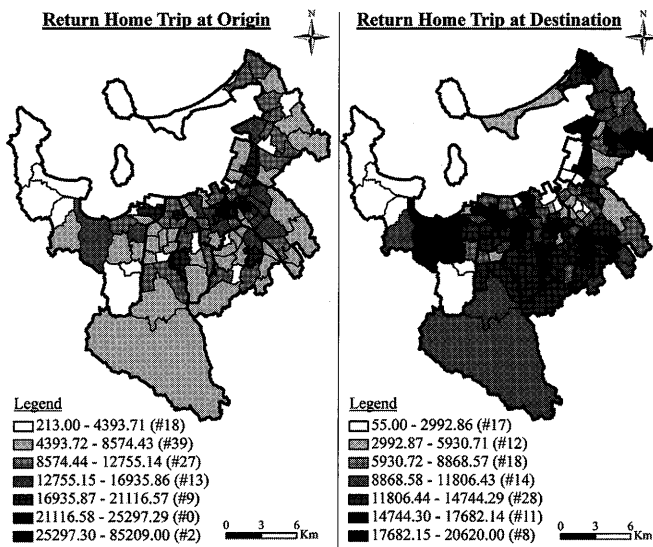 Return Home Trip at Origin
N
Legend
213.00 - 4393.71 (#18)
4393.72 - 8574.43 (#39)
8574.44 - 12755.14 (#27)
12755.15 - 16935.86 (#13)
16935.87 - 21116.57 (#9)
21116.58 - 25297.29 (#0)
25297.30 - 85209.00 (#2)
0 3 6
Km
Return Home Trip at Destination
N
Legend
55.00 - 2992.86 (#17)
2992.87 - 5930.71 (#12)
5930.72 - 8868.57 (#18)
8868.58 - 11806.43 (#14)
11806.44 - 14744.29 (#28)
14744.30 - 17682.14 (#11)
17682.15 - 20620.00 (#8)
0 3 6
Km